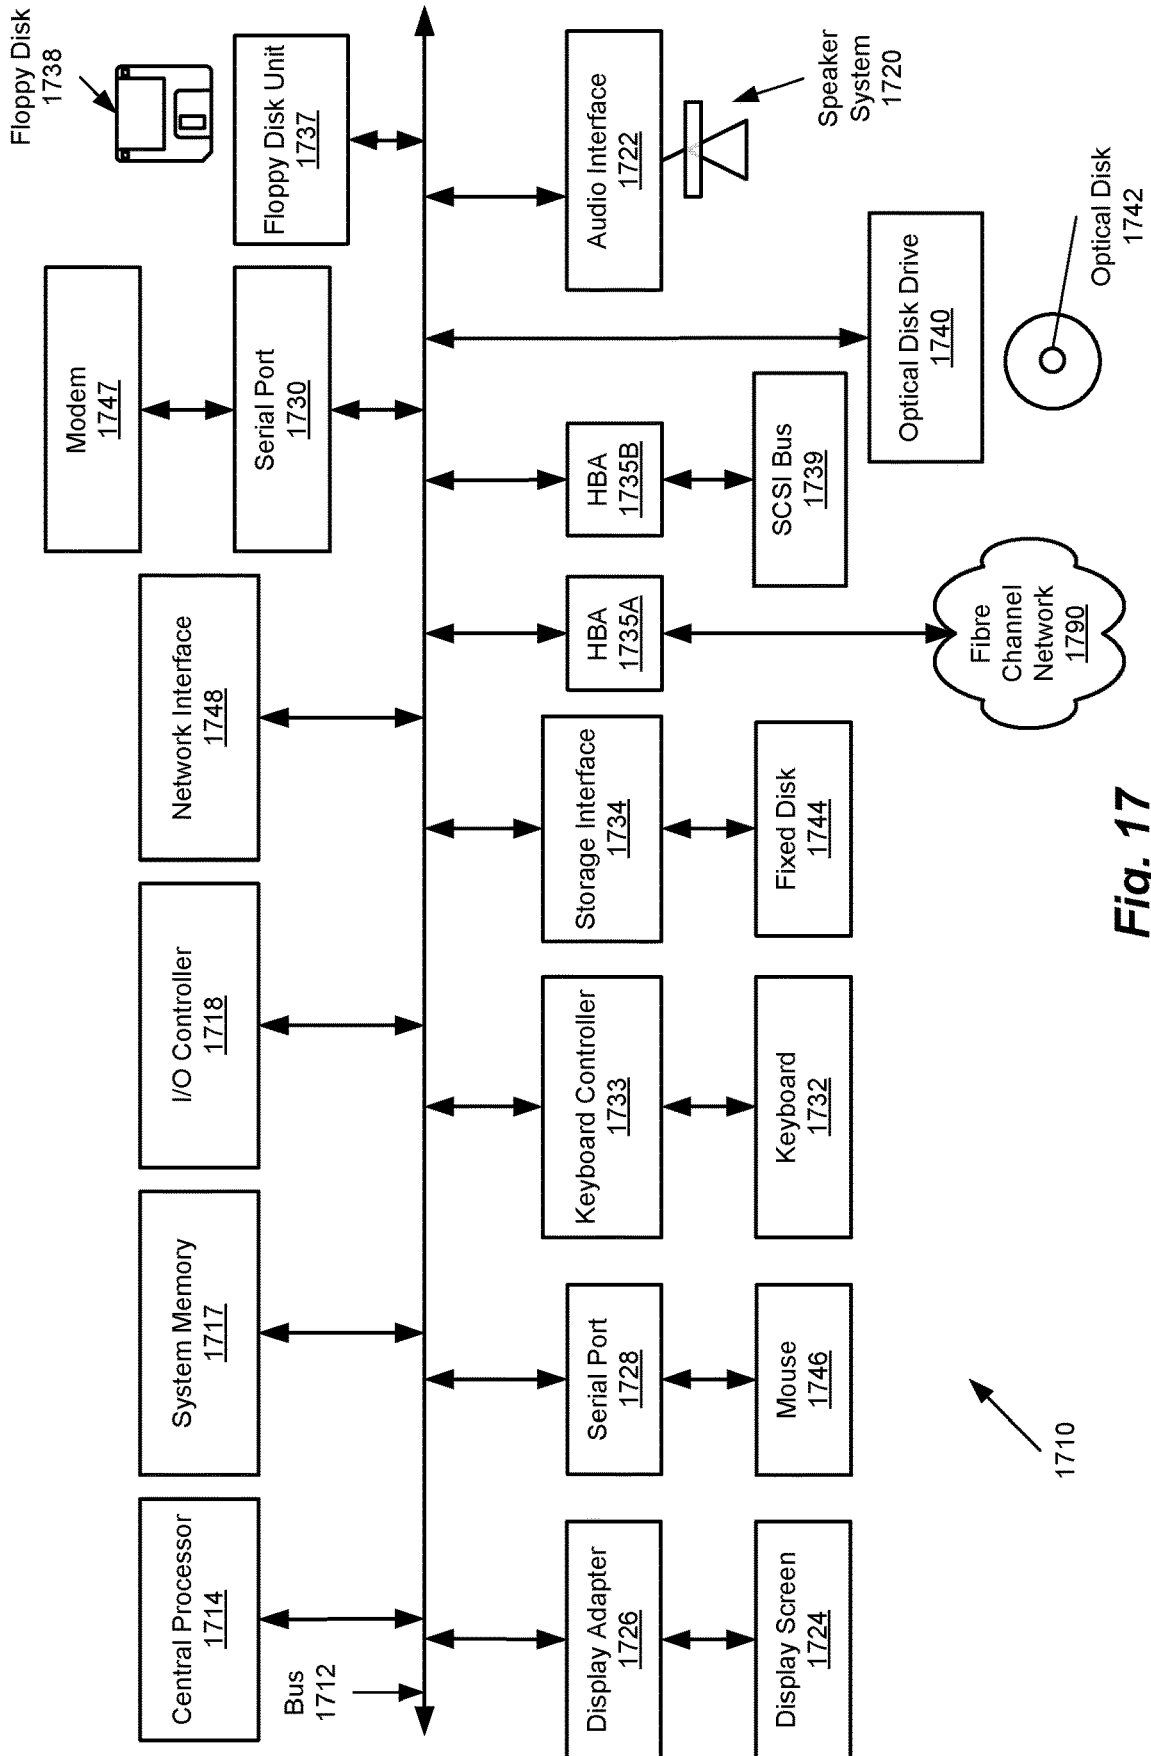 Central Processor
1714
System Memory
1717
I/O Controller
1718
Network Interface
1748
Modem
1747
Serial Port
1730
Floppy Disk
1738
Floppy Disk Unit
1737
Bus
1712
Display Adapter
1726
Serial Port
1728
Keyboard Controller
1733
Storage Interface
1734
HBA
1735A
HBA
1735B
Audio Interface
1722
Speaker
System
1720
Display Screen
1724
Mouse
1746
Keyboard
1732
Fixed Disk
1744
SCSI Bus
1739
Optical Disk Drive
1740
Fibre
Channel
Network
1790
Optical Disk
1742
1710
Fig. 17